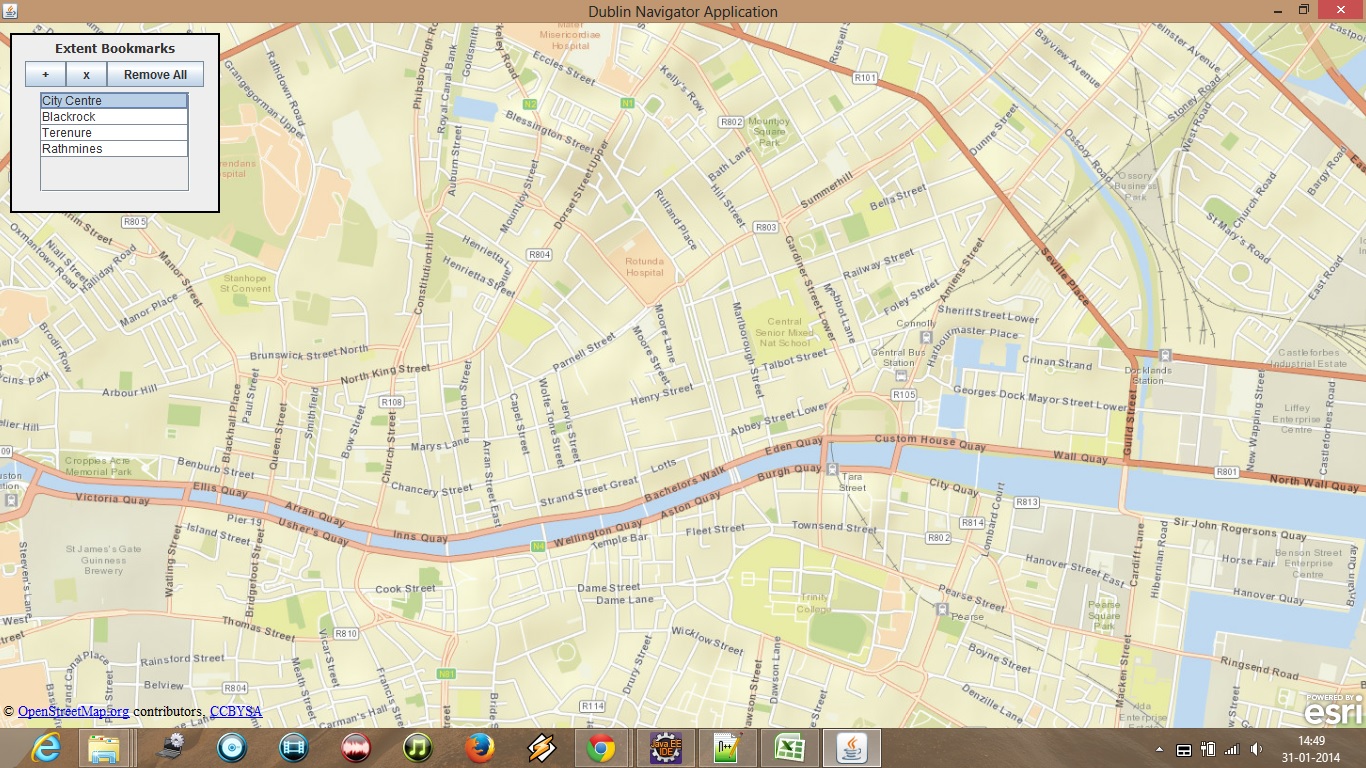 Dublin Navigator Application
Extent Bookmarks
+ x Remove All
City Centre
Blackrock
Terenure
Rathmines
Misericordiae
Hospital
Eccles Street
Goldsmith
Phibsborough Road
Royal Canal Bank
Rathdown Road
Grangegorman Upper
Auburn Street
Kelly's Row
N2
N1
R101
R802
Mountjoy
Square
Park
Blessington Street
Bath Lane
Hill Street
Rutland Place
Summerhill
Bella Street
Dunne Street
Bayview Avenue
Leinster Avenue
Stoney Road
West Road
Ossory Road
Ossory
Business
Park
Church Road
St Mary's Road
Bargy Road
East Road
R805
Oxmantown Road
Niall Street
Halliday Road
Manor Street
Manor Place
Stanhope
St Convent
Constitution Hill
Mountjoy Street
Dorset Street Upper
Henrietta Street
R804
Rotunda
Hospital
R803
Gardiner Street Lower
Railway Street
Foley Street
Amiens Street
Mabbot Lane
Seville Place
Sheriff Street Lower
Connolly
Harbourmaster Place
Central Bus
Station
Crinan Strand
Docklands
Station
Castleforbes
Industrial Estate
Central
Senior Mixed
Nat School
Talbot Street
Marlborough Street
Moore Lane
Moore Street
Parnell Street
Henry Street
Brunswick Street North
North King Street
Arbour Hill
Blackhall Place
Paul Street
Queen Street
Smithfield
Bow Street
R108
Church Street
Halston Street
Capel Street
Wolfe Tone Street
Jervis Street
Abbey Street Lower
R105
Georges Dock Mayor Street Lower
Guild Street
New Wapping Street
Liffey
Enterprise
Centre
Castleforbes Road
Marys Lane
Arran Street East
Lotts
Eden Quay
Custom House Quay
Wall Quay
R801
North Wall Quay
Croppies Acre
Memorial Park
Benburb Street
Chancery Street
Strand Street Great
Bachelors Walk
Burgh Quay
Tara
Street
City Quay
Victoria Quay
Ellis Quay
Arran Quay
Usher's Quay
Inns Quay
Wellington Quay
Aston Quay
N4
Temple Bar
Fleet Street
Townsend Street
R802
R814
Lombard Court
R813
Sir John Rogersons Quay
Pier 19
Island Street
St James's Gate
Guinness
Brewery
Watling Street
Bridgefoot Street
Steeven's Lane
Cook Street
Dame Street
Dame Lane
Trinity
College
Pearse Street
Pearse
Hanover Street East
Cardiff Lane
Hibernian Road
Horse Fair
Benson Street
Enterprise
Centre
Hanover Quay
Britain Quay
Pearse
Square
Park
Thomas Street
R810
Vicar Street
Wicklow Street
Drury Street
Dawson Lane
Boyne Street
Denzille Lane
Macken Street
Ringsend Road
Rainsford Street
Belview
R804
Meath Street
Francis Street
N81
R114
Carman's Hall
© OpenStreetMap.org contributors, CCBYSA
POWERED BY
esri
Java EE
IDE
14:49
31-01-2014